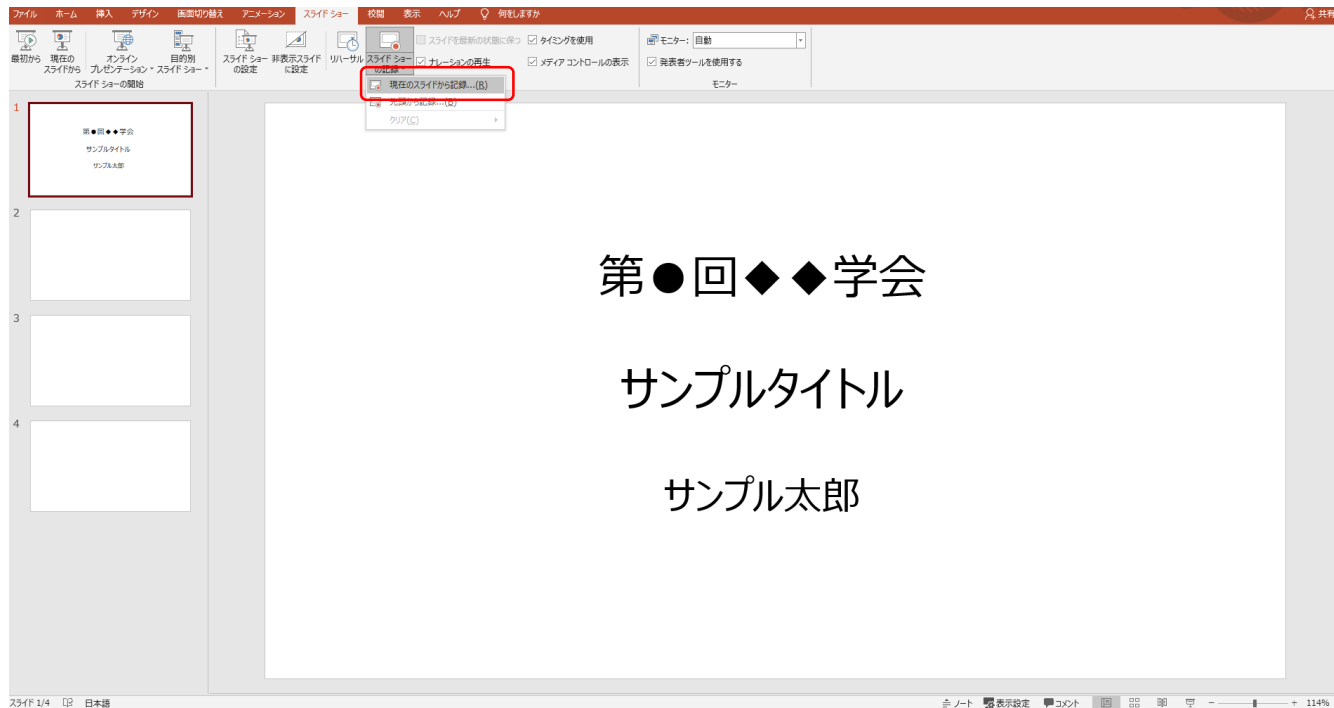 ファイル ホーム 挿入 デザイン 画面切り替え アニメーション スライド ショー 校閲 表示 ヘルプ 何をしますか 共有
最初から 現在の スライドから オンライン プレゼンテーション 目的別 スライド ショー スライド ショー の設定 非表示スライド に設定 リハーサル スライド ショー の記録
スライドを最新の状態に保つ タイミングを使用 モニター: 自動
ナレーションの再生 メディア コントロールの表示 発表者ツールを使用する
スライド ショーの開始 モニター
現在のスライドから記録...(R)
先頭から記録...(B)
クリア(C)
1
第●回◆◆学会
サンプルタイトル
サンプル太郎
2
3
4
第●回◆◆学会
サンプルタイトル
サンプル太郎
スライド 1/4 日本語 ノート 表示設定 コメント 114%